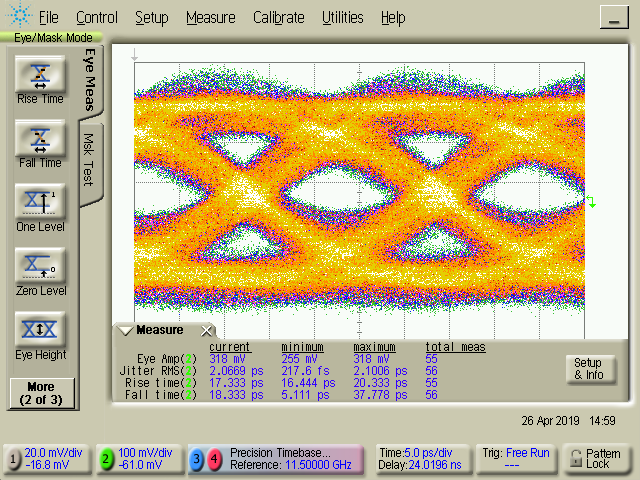 File Control Setup Measure Calibrate Utilities Help
Eye/Mask Mode
Eye Meas
Msk Test
Rise Time
Fall Time
One Level
Zero Level
Eye Height
More
(2 of 3)
Measure
current minimum maximum total meas
Eye Amp(2) 318 mV 255 mV 318 mV 55
Jitter RMS(2) 2.0669 ps 217.6 fs 2.1006 ps 56
Rise time(2) 17.333 ps 16.444 ps 20.333 ps 56
Fall time(2) 18.333 ps 5.111 ps 37.778 ps 56
Setup
& Info
26 Apr 2019 14:59
1 20.0 mV/div
-16.8 mV
2 100 mV/div
-61.0 mV
3 4 Precision Timebase...
Reference: 11.50000 GHz
Time:5.0 ps/div
Delay:24.0196 ns
Trig: Free Run
---
Pattern
Lock